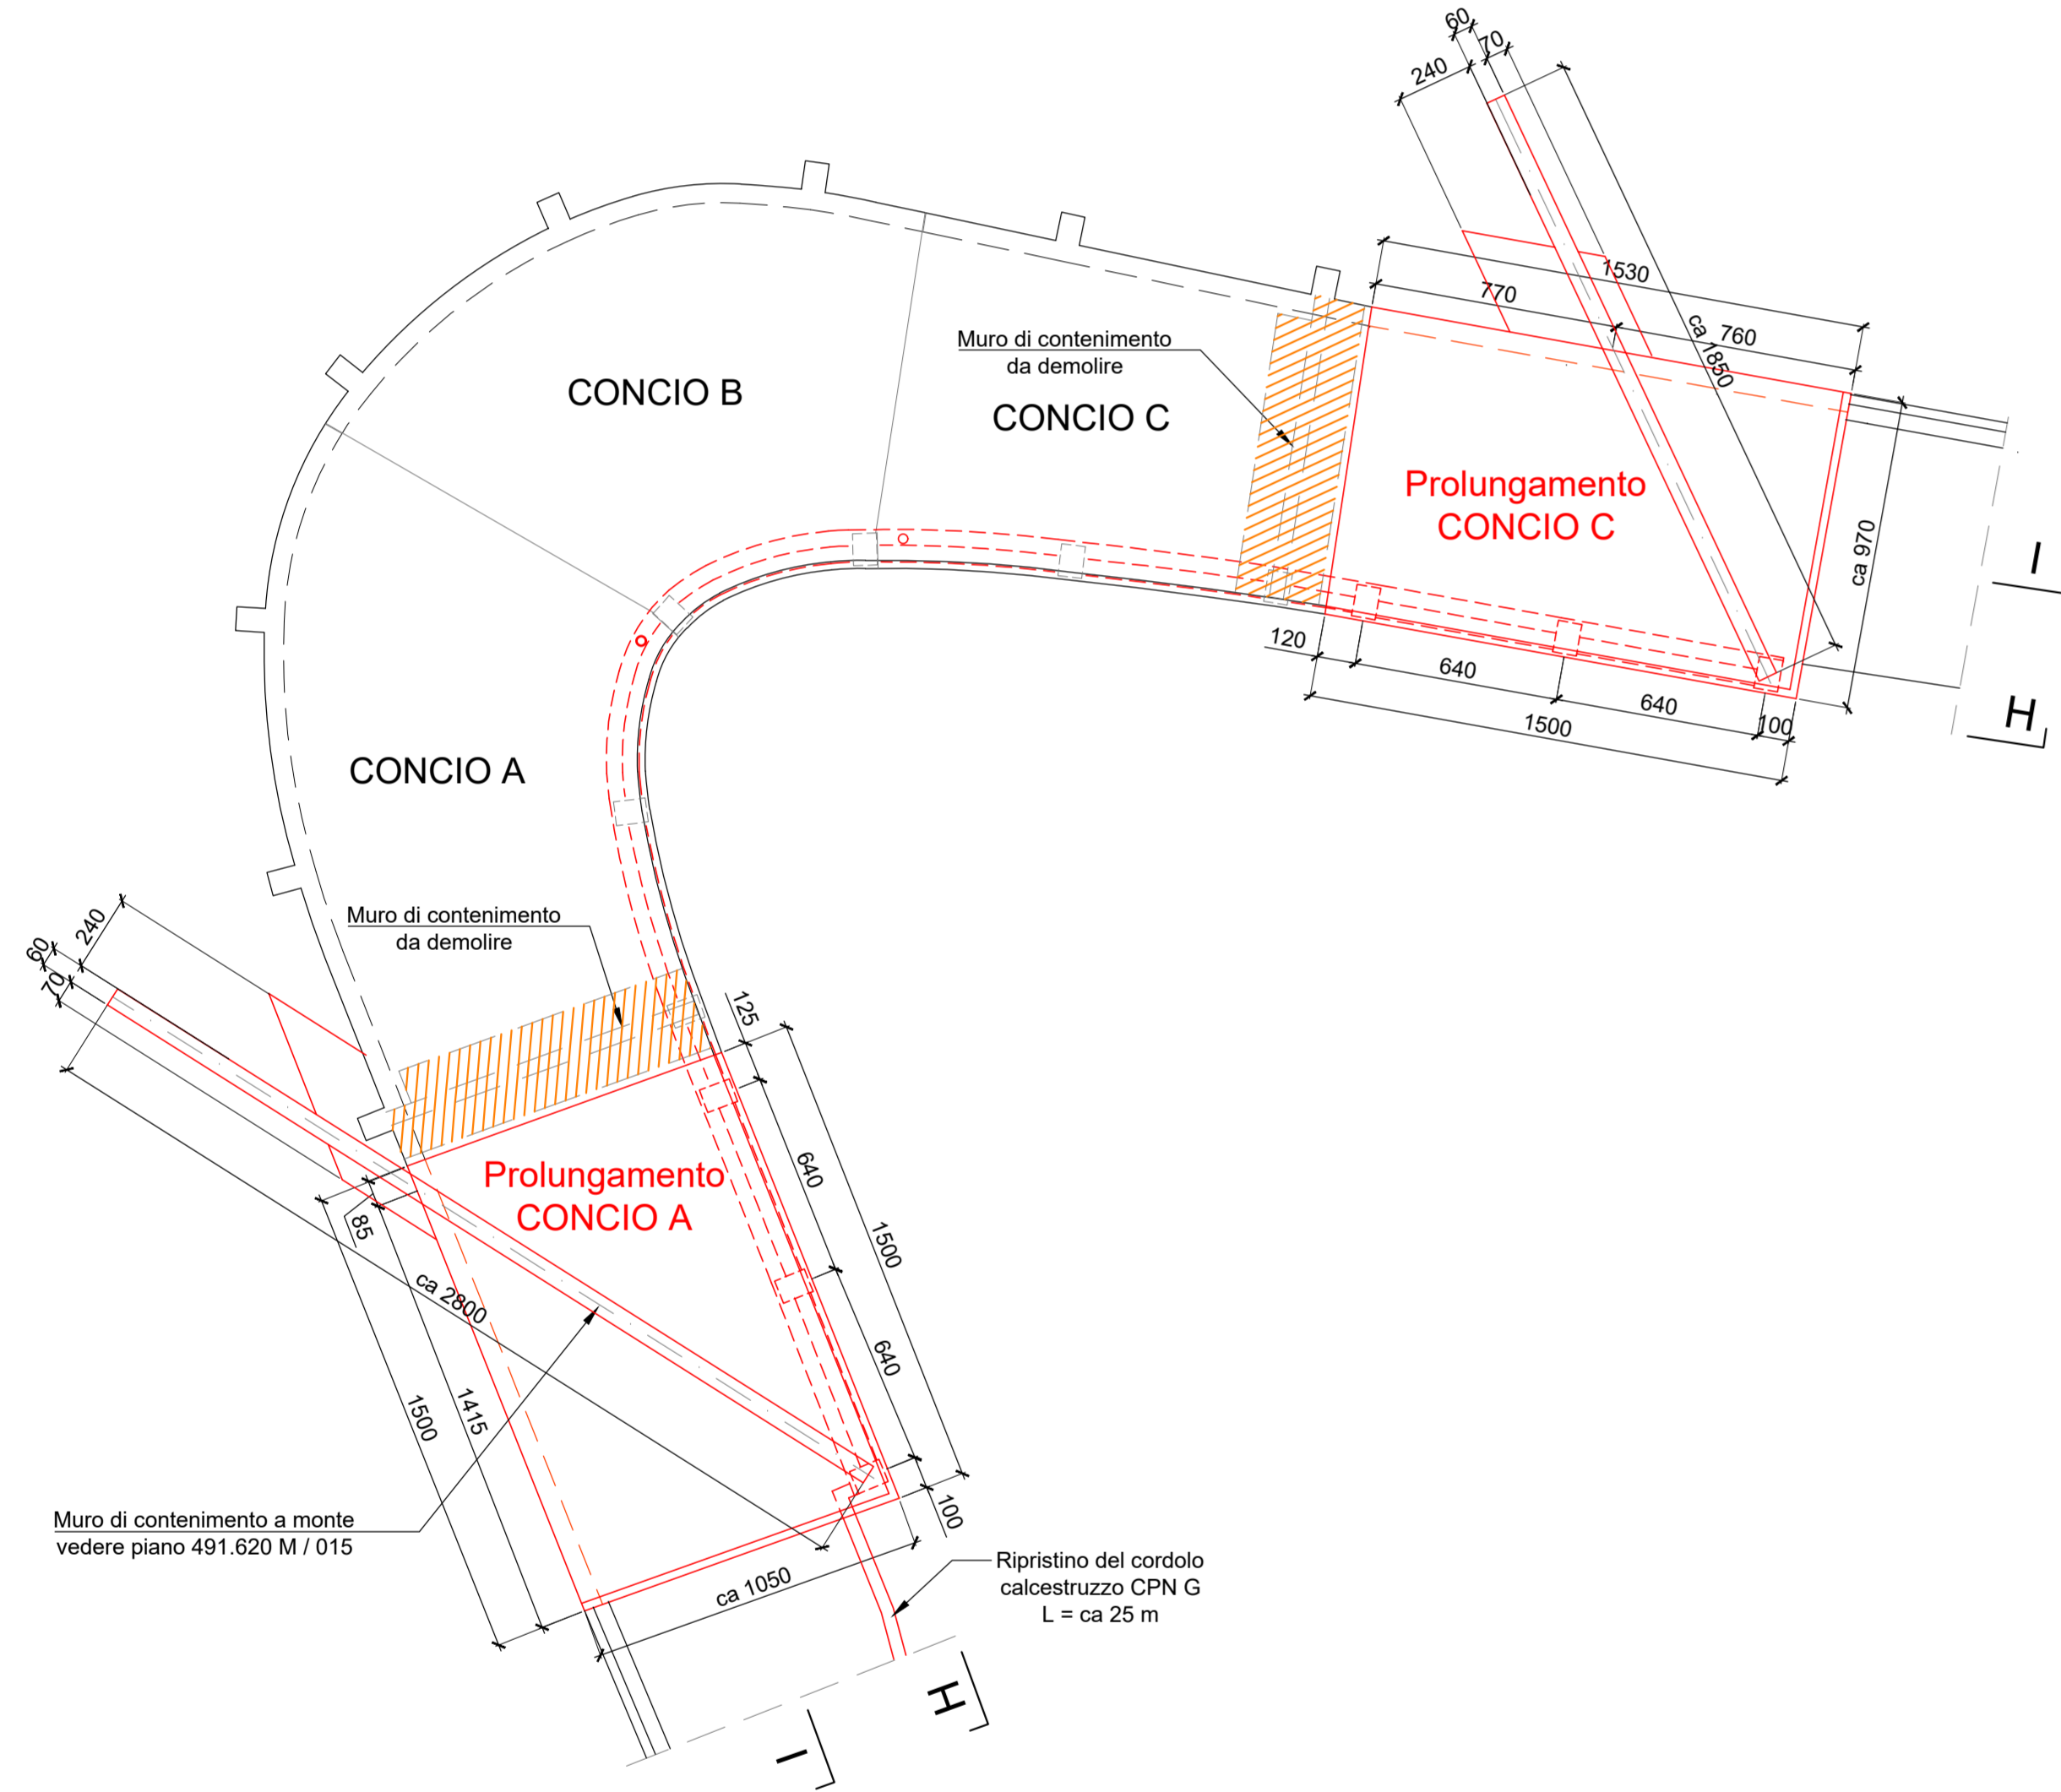 60
70
240
1530
770
760
ca 1850
Muro di contenimento
da demolire
CONCIO B
CONCIO C
Prolungamento
CONCIO C
ca 970
I
H
120
640
640
100
1500
CONCIO A
Muro di contenimento
da demolire
240
60
70
125
640
1500
640
100
Prolungamento
CONCIO A
85
ca 2800
1415
1500
Muro di contenimento a monte
vedere piano 491.620 M / 015
ca 1050
Ripristino del cordolo
calcestruzzo CPN G
L = ca 25 m
H
I